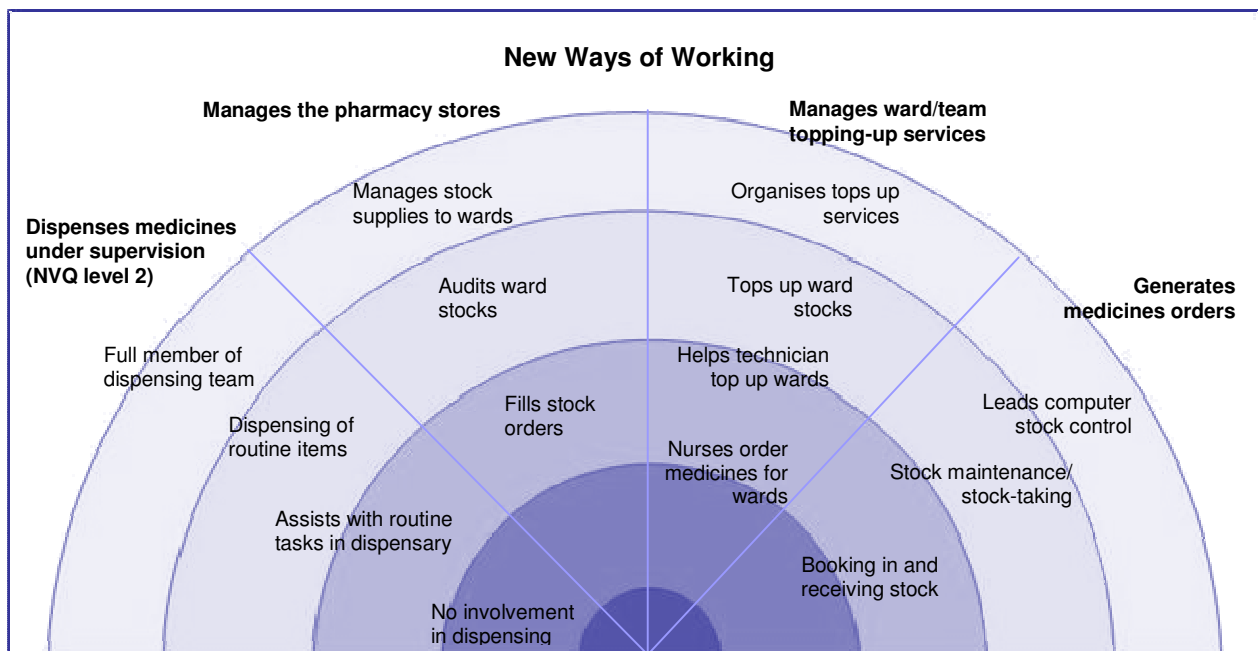 New Ways of Working
Manages the pharmacy stores
Manages ward/team
topping-up services
Manages stock
supplies to wards
Organises tops up
services
Dispenses medicines
under supervision
(NVQ level 2)
Audits ward
stocks
Tops up ward
stocks
Generates
medicines orders
Full member of
dispensing team
Helps technician
top up wards
Fills stock
orders
Leads computer
stock control
Dispensing of
routine items
Nurses order
medicines for
wards
Stock maintenance/
stock-taking
Assists with routine
tasks in dispensary
Booking in and
receiving stock
No involvement
in dispensing